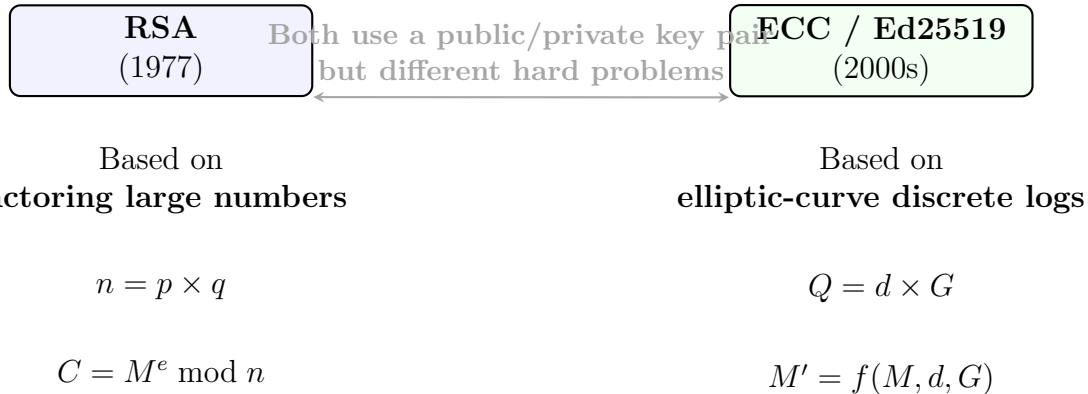 RSA
(1977)
Both use a public/private key pair
but different hard problems
ECC / Ed25519
(2000s)
Based on
actoring large numbers
Based on
elliptic-curve discrete logs
n = p × q
Q = d × G
C = M^e mod n
M′ = f(M, d, G)